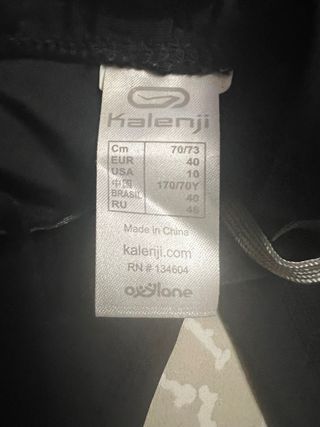 Kalenji
Cm 70/73
EUR 40
USA 10
中国 170/70Y
BRASIL 40
RU 46
Made in China
kalenji.com
RN # 134604
oxylane